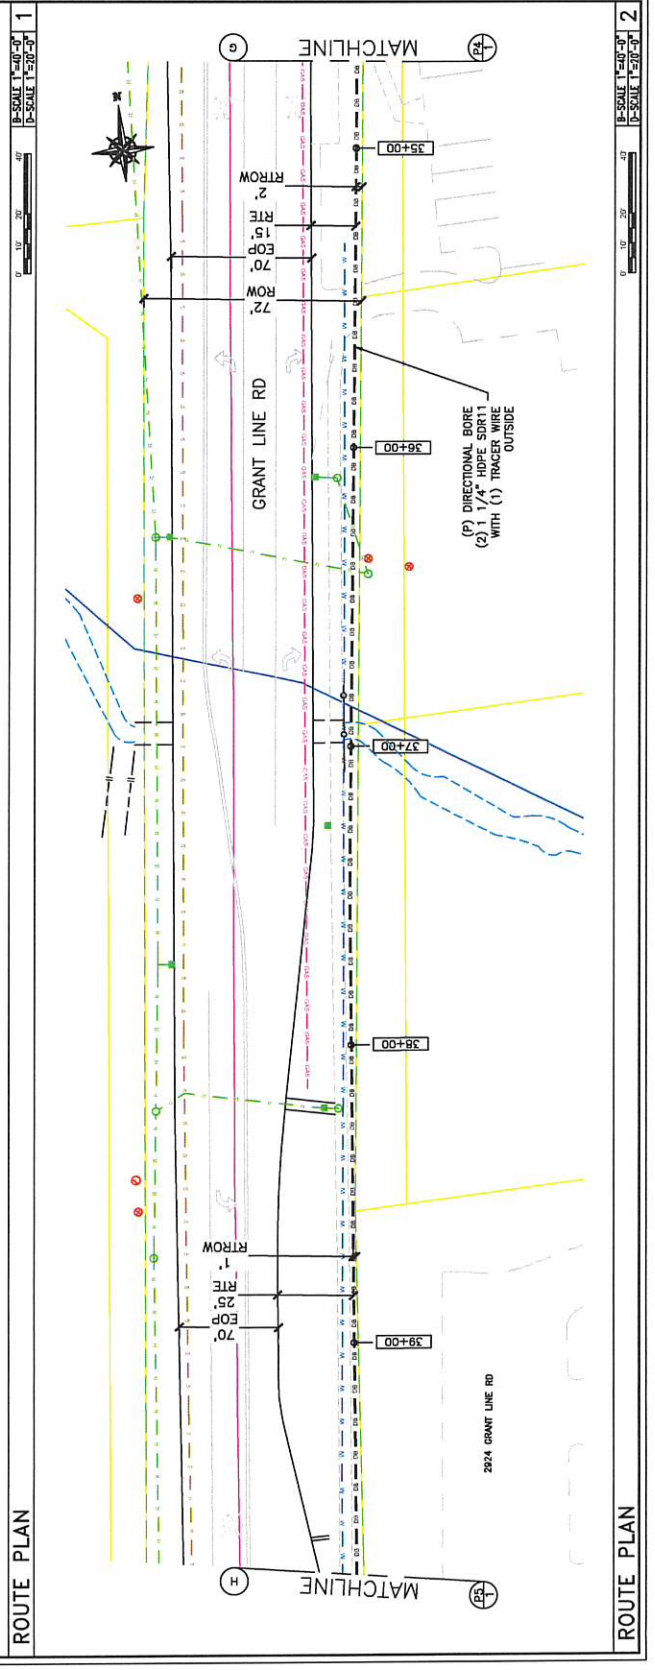 ROUTE PLAN
B-SCALE 1"=40'-0"
D-SCALE 1"=20'-0"
1
0' 10' 20' 40'
G
MATCHLINE
P4
1
35+00
2'
RTROW
15'
RTE
70'
EOP
72'
ROW
GRANT LINE RD
36+00
(P) DIRECTIONAL BORE
(2) 1 1/4" HDPE SDR11
WITH (1) TRACER WIRE
OUTSIDE
37+00
38+00
1'
RTROW
25'
RTE
70'
EOP
39+00
2924 GRANT LINE RD
H
MATCHLINE
P5
1
ROUTE PLAN
B-SCALE 1"=40'-0"
D-SCALE 1"=20'-0"
2
0' 10' 20' 40'